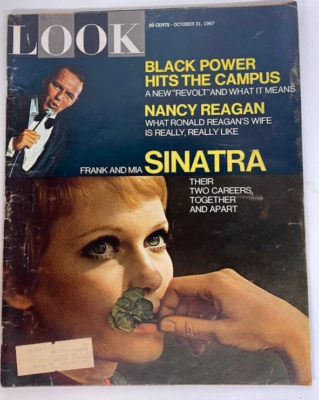 LOOK
50 CENTS · OCTOBER 31, 1967
BLACK POWER
HITS THE CAMPUS
A NEW "REVOLT" AND WHAT IT MEANS
NANCY REAGAN
WHAT RONALD REAGAN'S WIFE
IS REALLY, REALLY LIKE
FRANK AND MIA SINATRA
THEIR
TWO CAREERS,
TOGETHER
AND APART